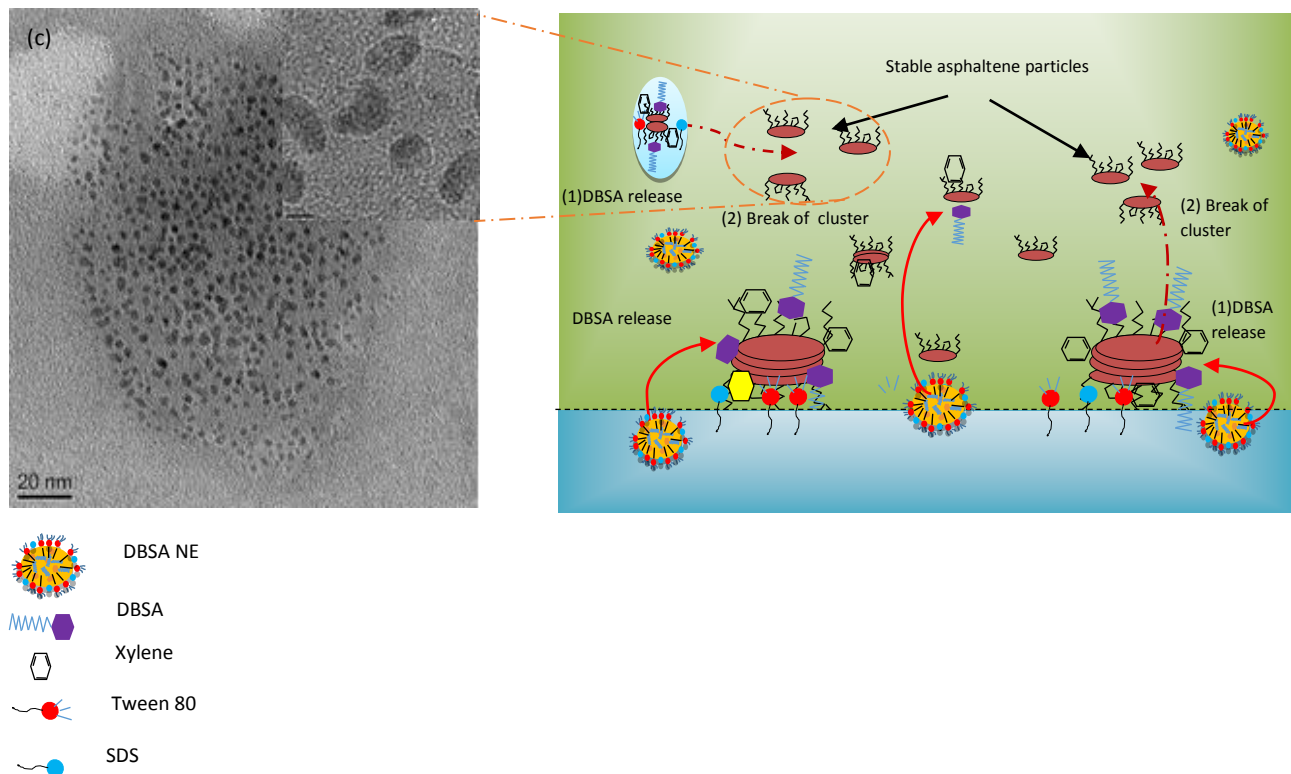 (c)
20 nm
Stable asphaltene particles
(1)DBSA release
(2) Break of cluster
(2) Break of
cluster
DBSA release
(1)DBSA
release
DBSA NE
DBSA
Xylene
Tween 80
SDS